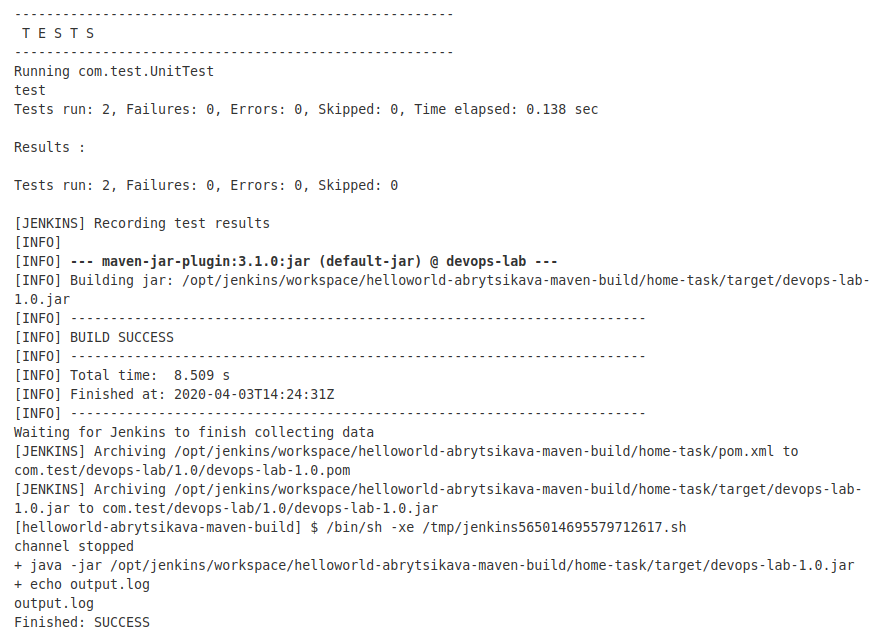 -------------------------------------------------------
 T E S T S
-------------------------------------------------------
Running com.test.UnitTest
test
Tests run: 2, Failures: 0, Errors: 0, Skipped: 0, Time elapsed: 0.138 sec

Results :

Tests run: 2, Failures: 0, Errors: 0, Skipped: 0

[JENKINS] Recording test results
[INFO]
[INFO] --- maven-jar-plugin:3.1.0:jar (default-jar) @ devops-lab ---
[INFO] Building jar: /opt/jenkins/workspace/helloworld-abrytsikava-maven-build/home-task/target/devops-lab-
1.0.jar
[INFO] ------------------------------------------------------------------------
[INFO] BUILD SUCCESS
[INFO] ------------------------------------------------------------------------
[INFO] Total time:  8.509 s
[INFO] Finished at: 2020-04-03T14:24:31Z
[INFO] ------------------------------------------------------------------------
Waiting for Jenkins to finish collecting data
[JENKINS] Archiving /opt/jenkins/workspace/helloworld-abrytsikava-maven-build/home-task/pom.xml to
com.test/devops-lab/1.0/devops-lab-1.0.pom
[JENKINS] Archiving /opt/jenkins/workspace/helloworld-abrytsikava-maven-build/home-task/target/devops-lab-
1.0.jar to com.test/devops-lab/1.0/devops-lab-1.0.jar
[helloworld-abrytsikava-maven-build] $ /bin/sh -xe /tmp/jenkins565014695579712617.sh
channel stopped
+ java -jar /opt/jenkins/workspace/helloworld-abrytsikava-maven-build/home-task/target/devops-lab-1.0.jar
+ echo output.log
output.log
Finished: SUCCESS